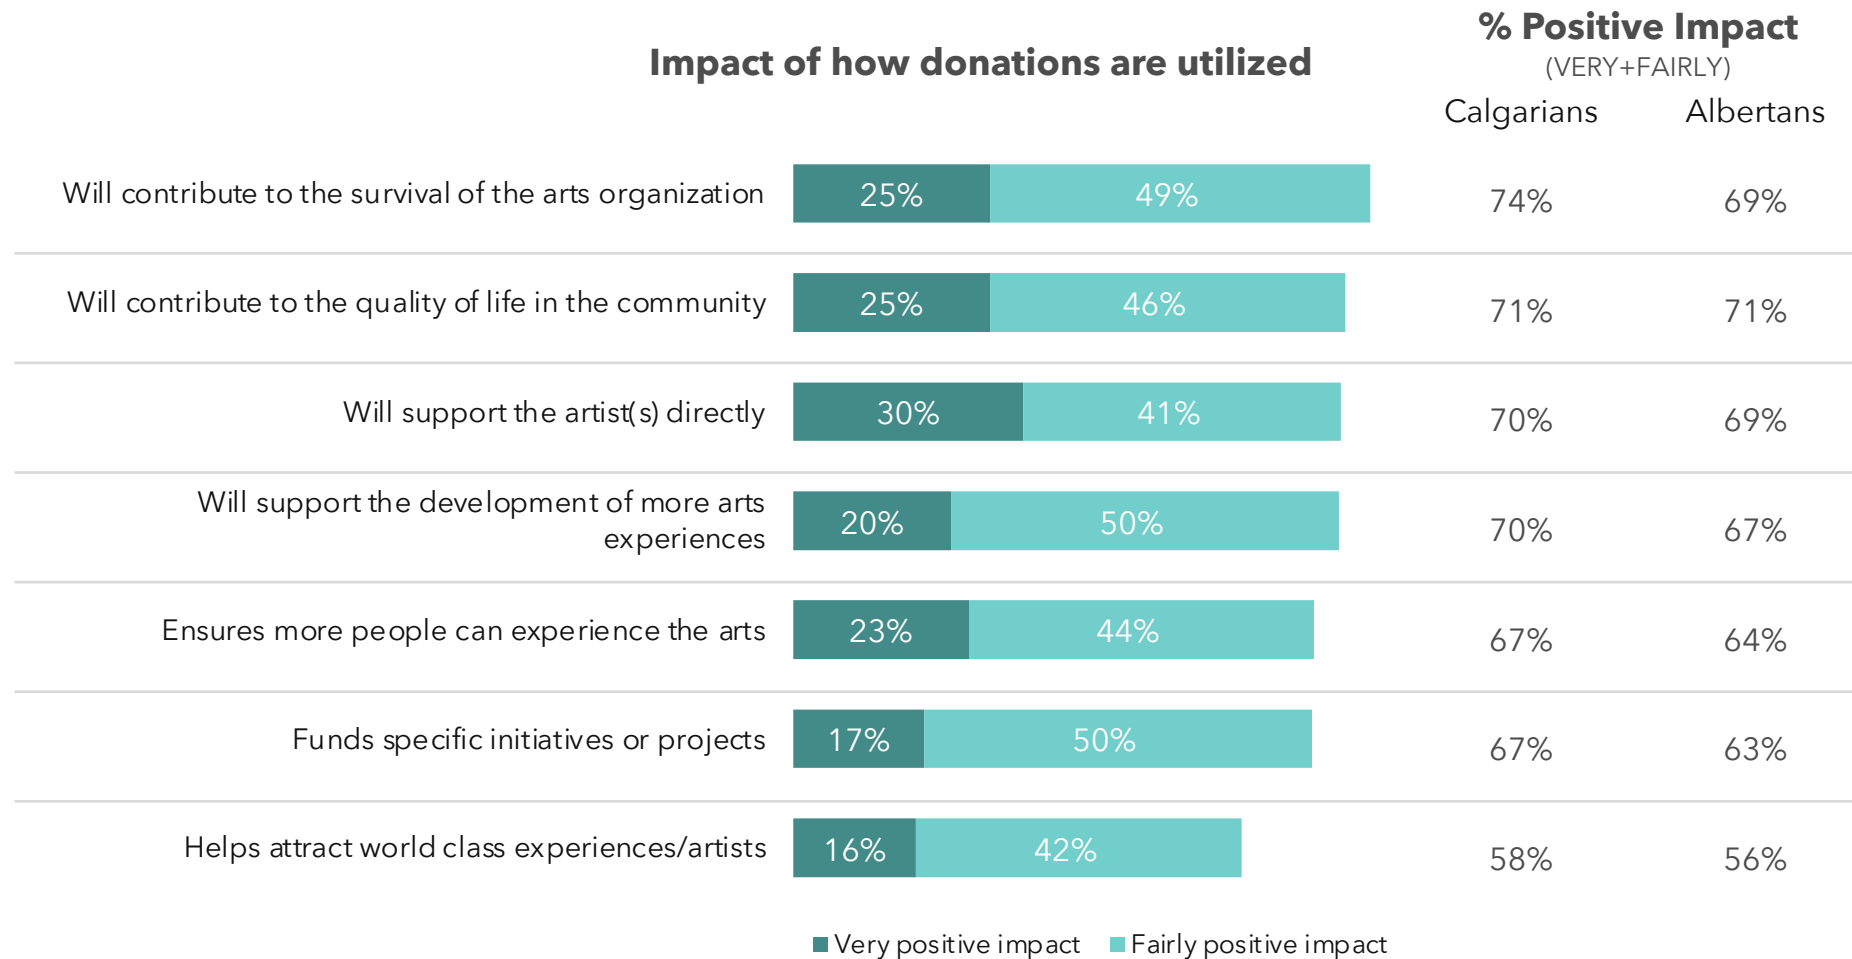 Impact of how donations are utilized
% Positive Impact
(VERY+FAIRLY)
Calgarians Albertans
Will contribute to the survival of the arts organization 25% 49% 74% 69%
Will contribute to the quality of life in the community 25% 46% 71% 71%
Will support the artist(s) directly 30% 41% 70% 69%
Will support the development of more arts
experiences 20% 50% 70% 67%
Ensures more people can experience the arts 23% 44% 67% 64%
Funds specific initiatives or projects 17% 50% 67% 63%
Helps attract world class experiences/artists 16% 42% 58% 56%
Very positive impact Fairly positive impact